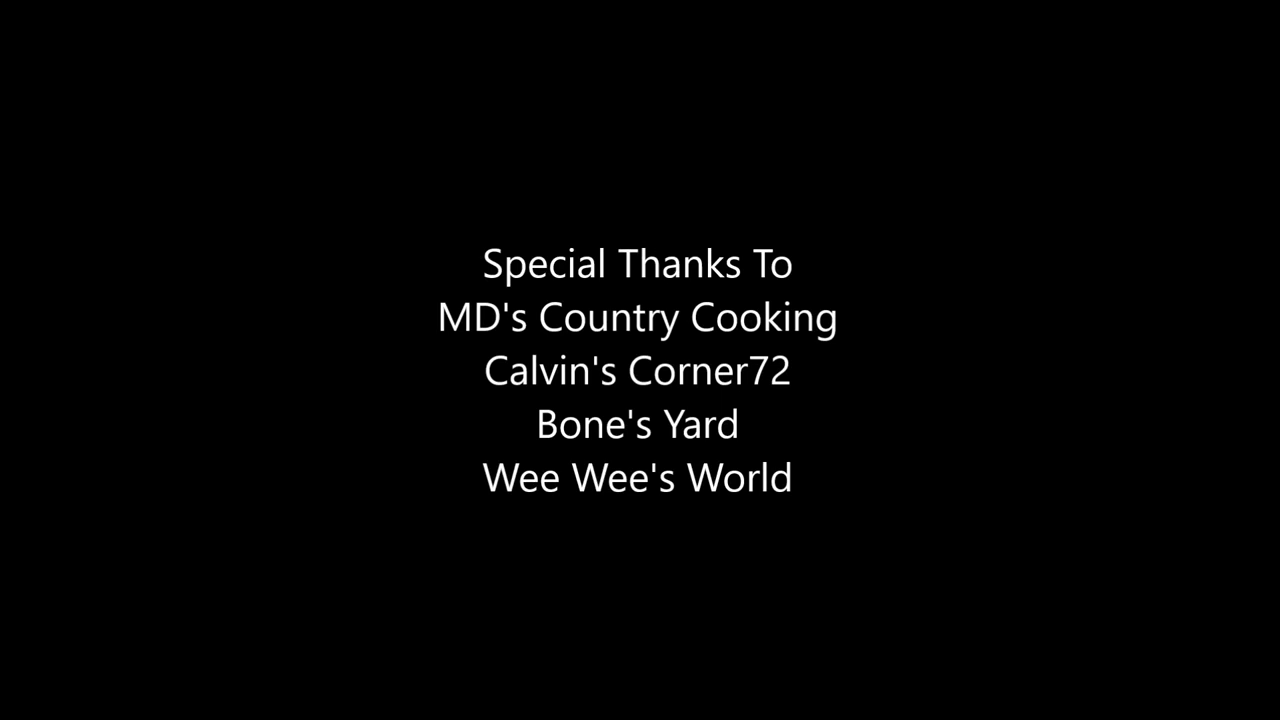 Special Thanks To
MD's Country Cooking
Calvin's Corner72
Bone's Yard
Wee Wee's World